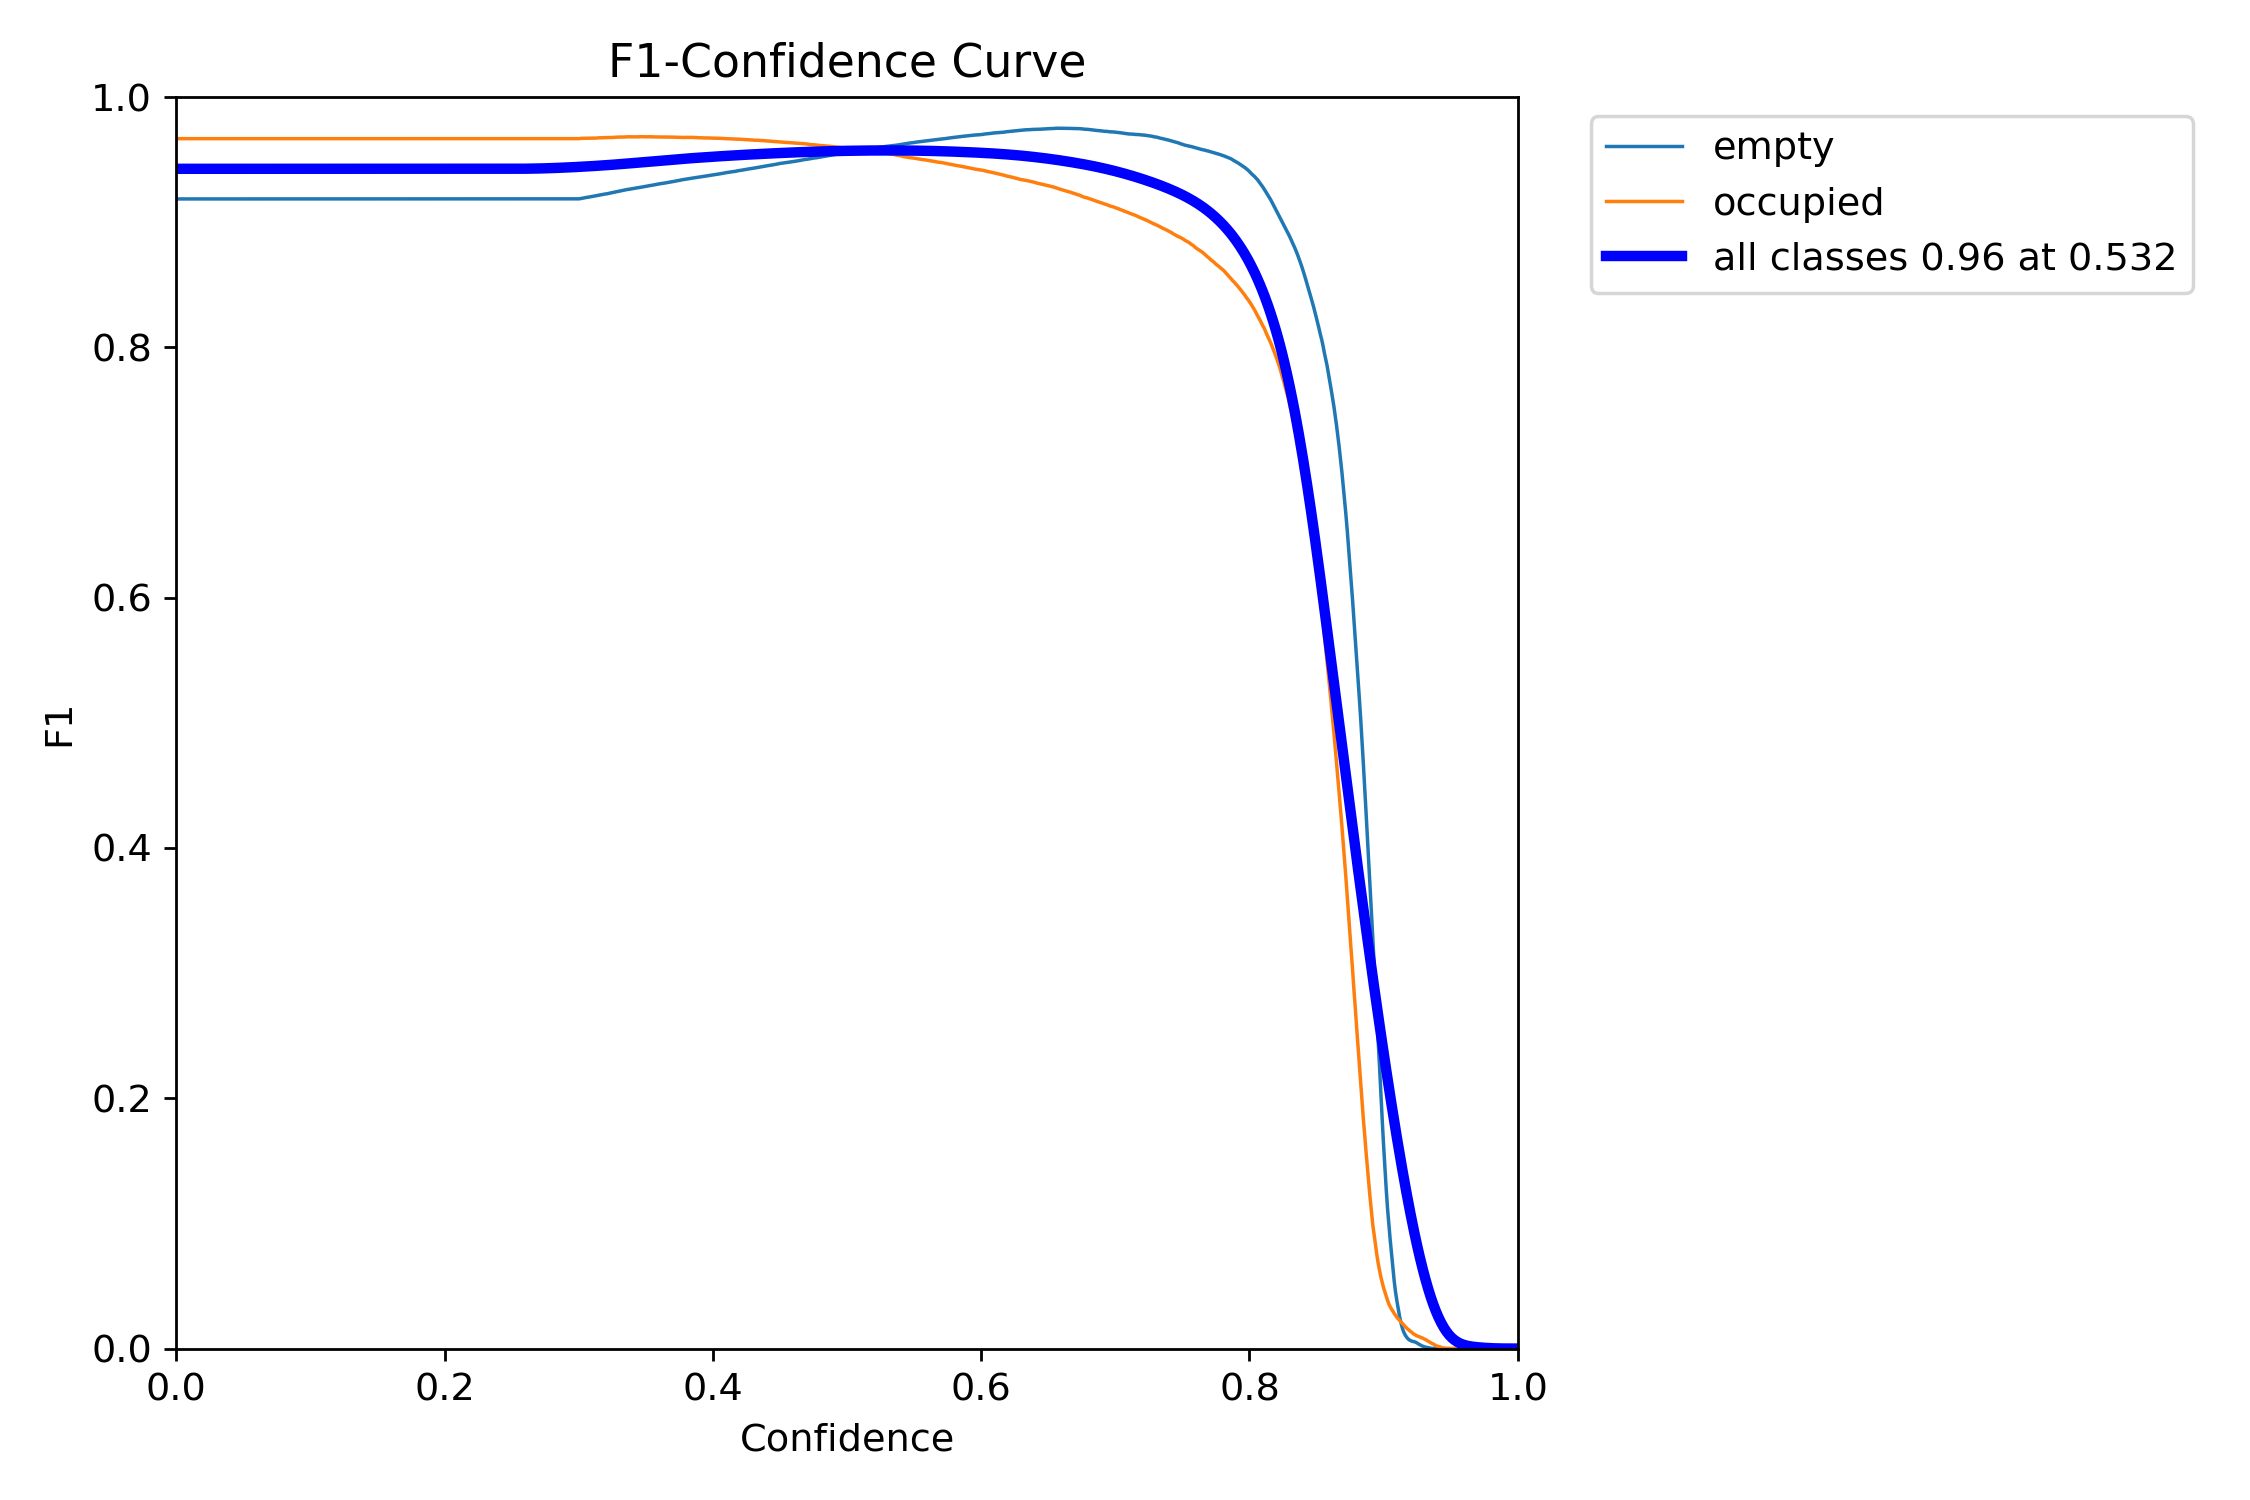 F1-Confidence Curve
empty
occupied
all classes 0.96 at 0.532
1.0
0.8
0.6
0.4
0.2
0.0
F1
0.0 0.2 0.4 0.6 0.8 1.0
Confidence